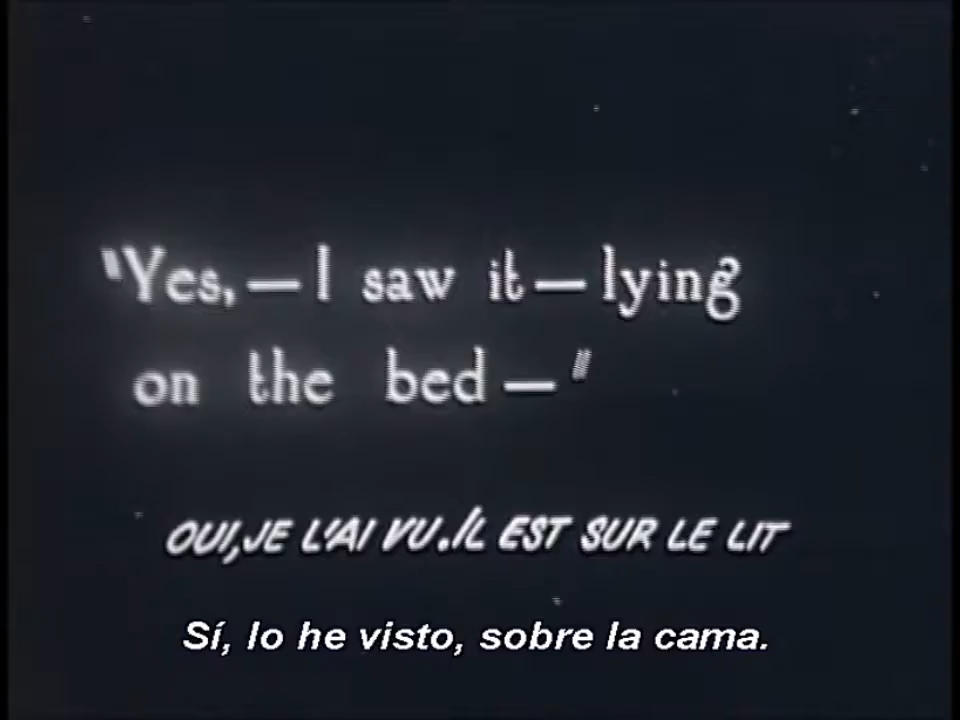 "Yes,—I saw it—lying
on the bed—"
OUI,JE L'AI VU.IL EST SUR LE LIT
Sí, lo he visto, sobre la cama.